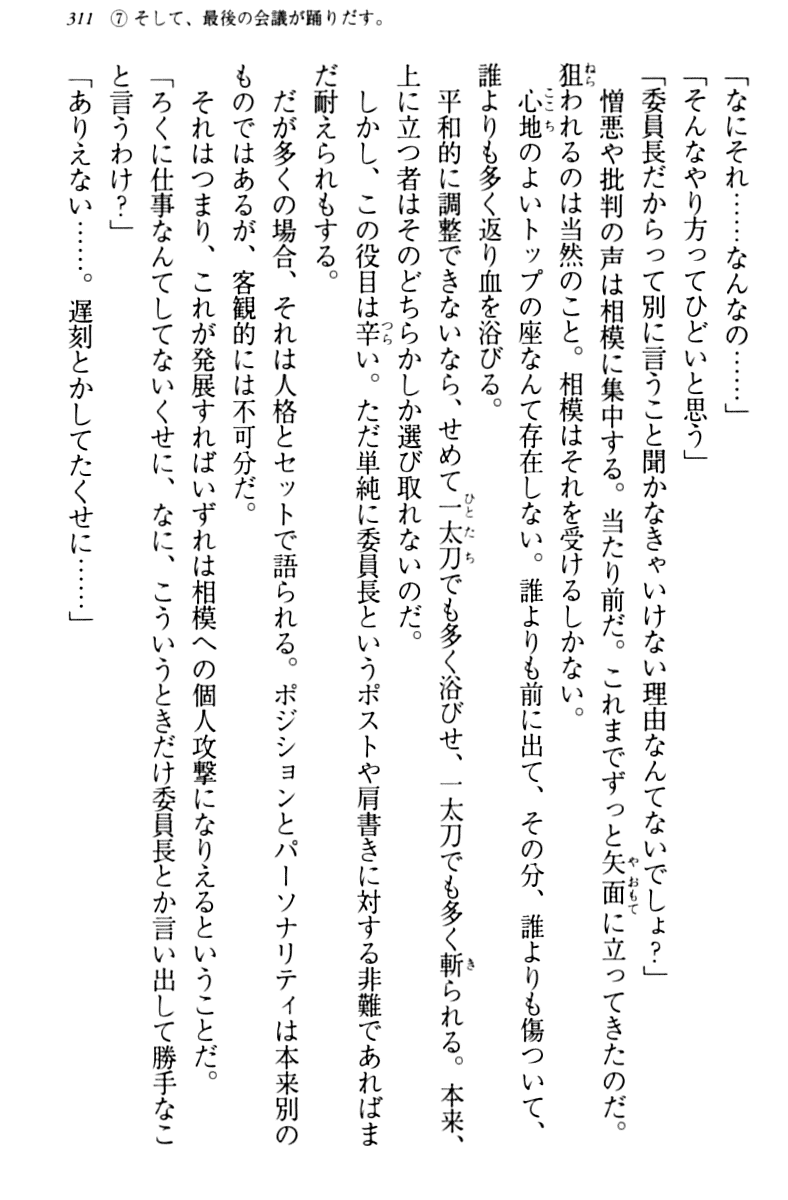 311 ⑦ そして、最後の会議が踊りだす。
「なにそれ……なんなの……」
「そんなやり方ってひどいと思う」
「委員長だからって別に言うこと聞かなきゃいけない理由なんてないでしょ？」
　憎悪や批判の声は相模に集中する。当たり前だ。これまでずっと矢面に立ってきたのだ。
狙われるのは当然のこと。相模はそれを受けるしかない。
　心地のよいトップの座なんて存在しない。誰よりも前に出て、その分、誰よりも傷ついて、
誰よりも多く返り血を浴びる。
　平和的に調整できないなら、せめて一太刀でも多く浴びせ、一太刀でも多く斬られる。本来、
上に立つ者はそのどちらかしか選び取れないのだ。
　しかし、この役目は辛い。ただ単純に委員長というポストや肩書きに対する非難であればま
だ耐えられもする。
　だが多くの場合、それは人格とセットで語られる。ポジションとパーソナリティは本来別の
ものではあるが、客観的には不可分だ。
　それはつまり、これが発展すればいずれは相模への個人攻撃になりえるということだ。
「ろくに仕事なんてしてないくせに、なに、こういうときだけ委員長とか言い出して勝手なこ
と言うわけ？」
「ありえない……。遅刻とかしてたくせに……」